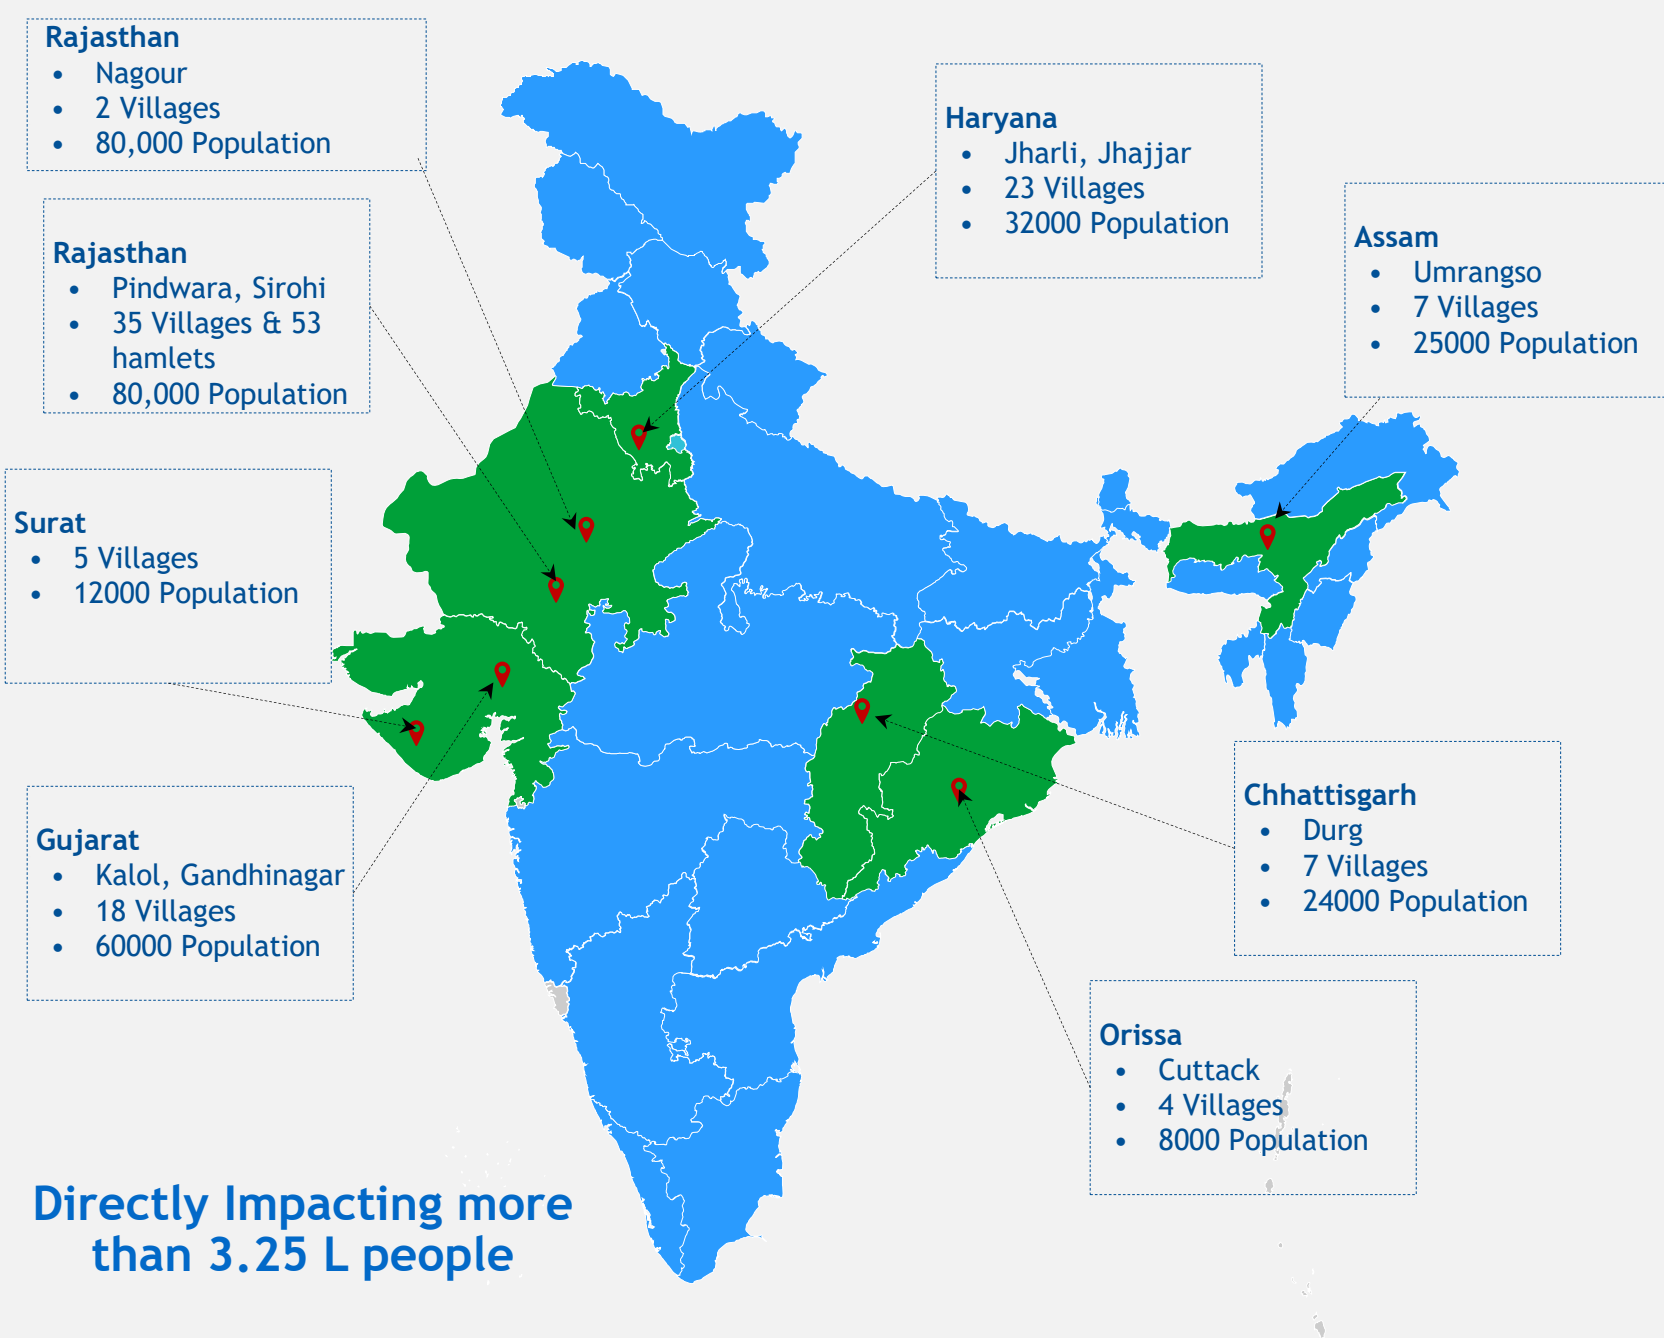 Rajasthan
• Nagour
• 2 Villages
• 80,000 Population
Haryana
• Jharli, Jhajjar
• 23 Villages
• 32000 Population
Rajasthan
• Pindwara, Sirohi
• 35 Villages & 53
hamlets
• 80,000 Population
Assam
• Umrangso
• 7 Villages
• 25000 Population
Surat
• 5 Villages
• 12000 Population
Gujarat
• Kalol, Gandhinagar
• 18 Villages
• 60000 Population
Chhattisgarh
• Durg
• 7 Villages
• 24000 Population
Orissa
• Cuttack
• 4 Villages
• 8000 Population
Directly Impacting more
than 3.25 L people